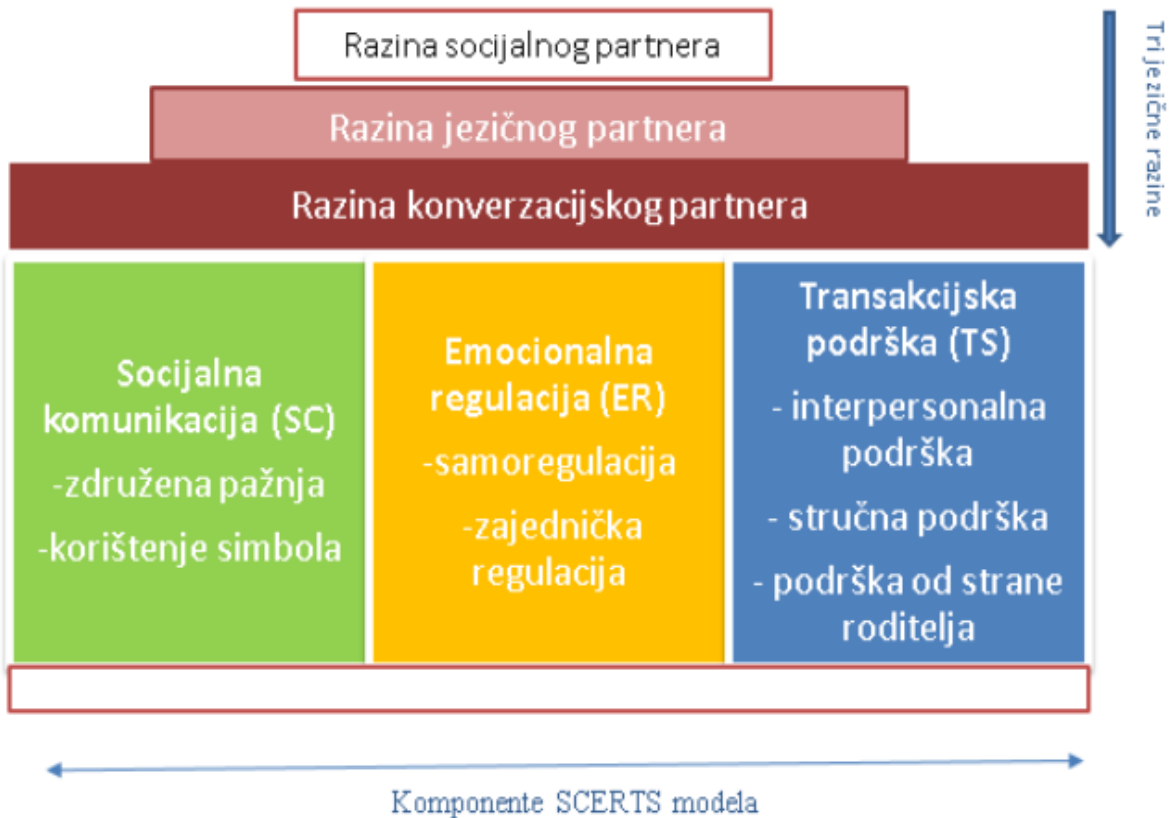 Razina socijalnog partnera
Razina jezičnog partnera
Razina konverzacijskog partnera
Tri jezične razine
Socijalna
komunikacija (SC)
-združena pažnja
-korištenje simbola
Emocionalna
regulacija (ER)
-samoregulacija
-zajednička
regulacija
Transakcijska
podrška (TS)
- interpersonalna
podrška
- stručna podrška
- podrška od strane
roditelja
Komponente SCERTS modela